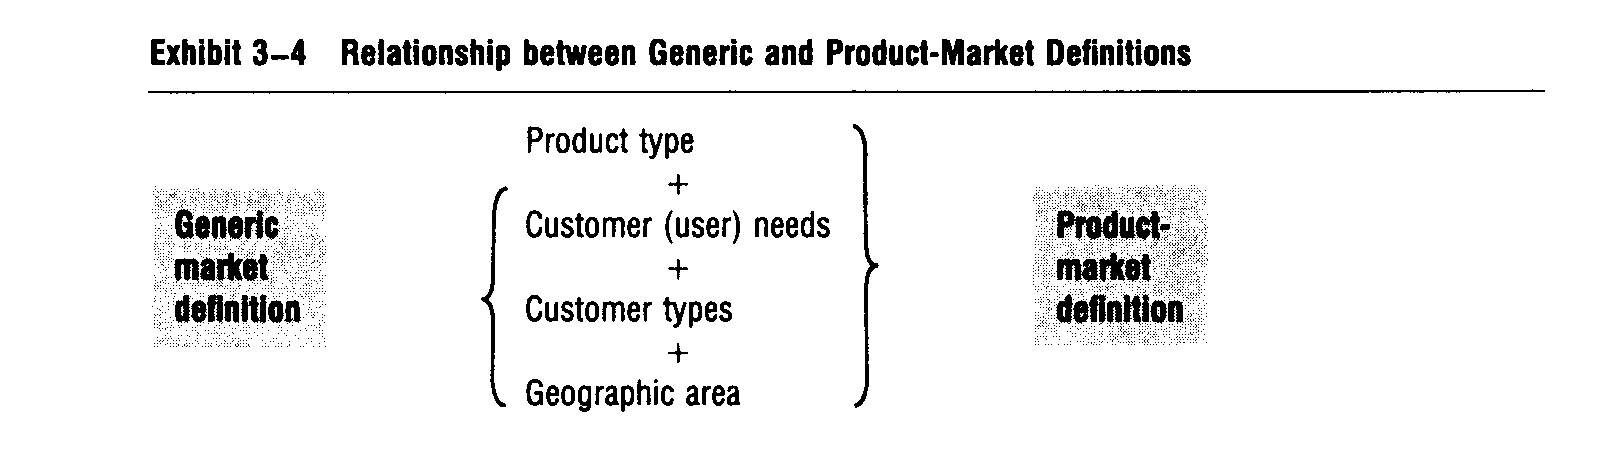 Exhibit 3–4 Relationship between Generic and Product-Market Definitions
Generic
market
definition
Product type
+
Customer (user) needs
+
Customer types
+
Geographic area
Product-
market
definition